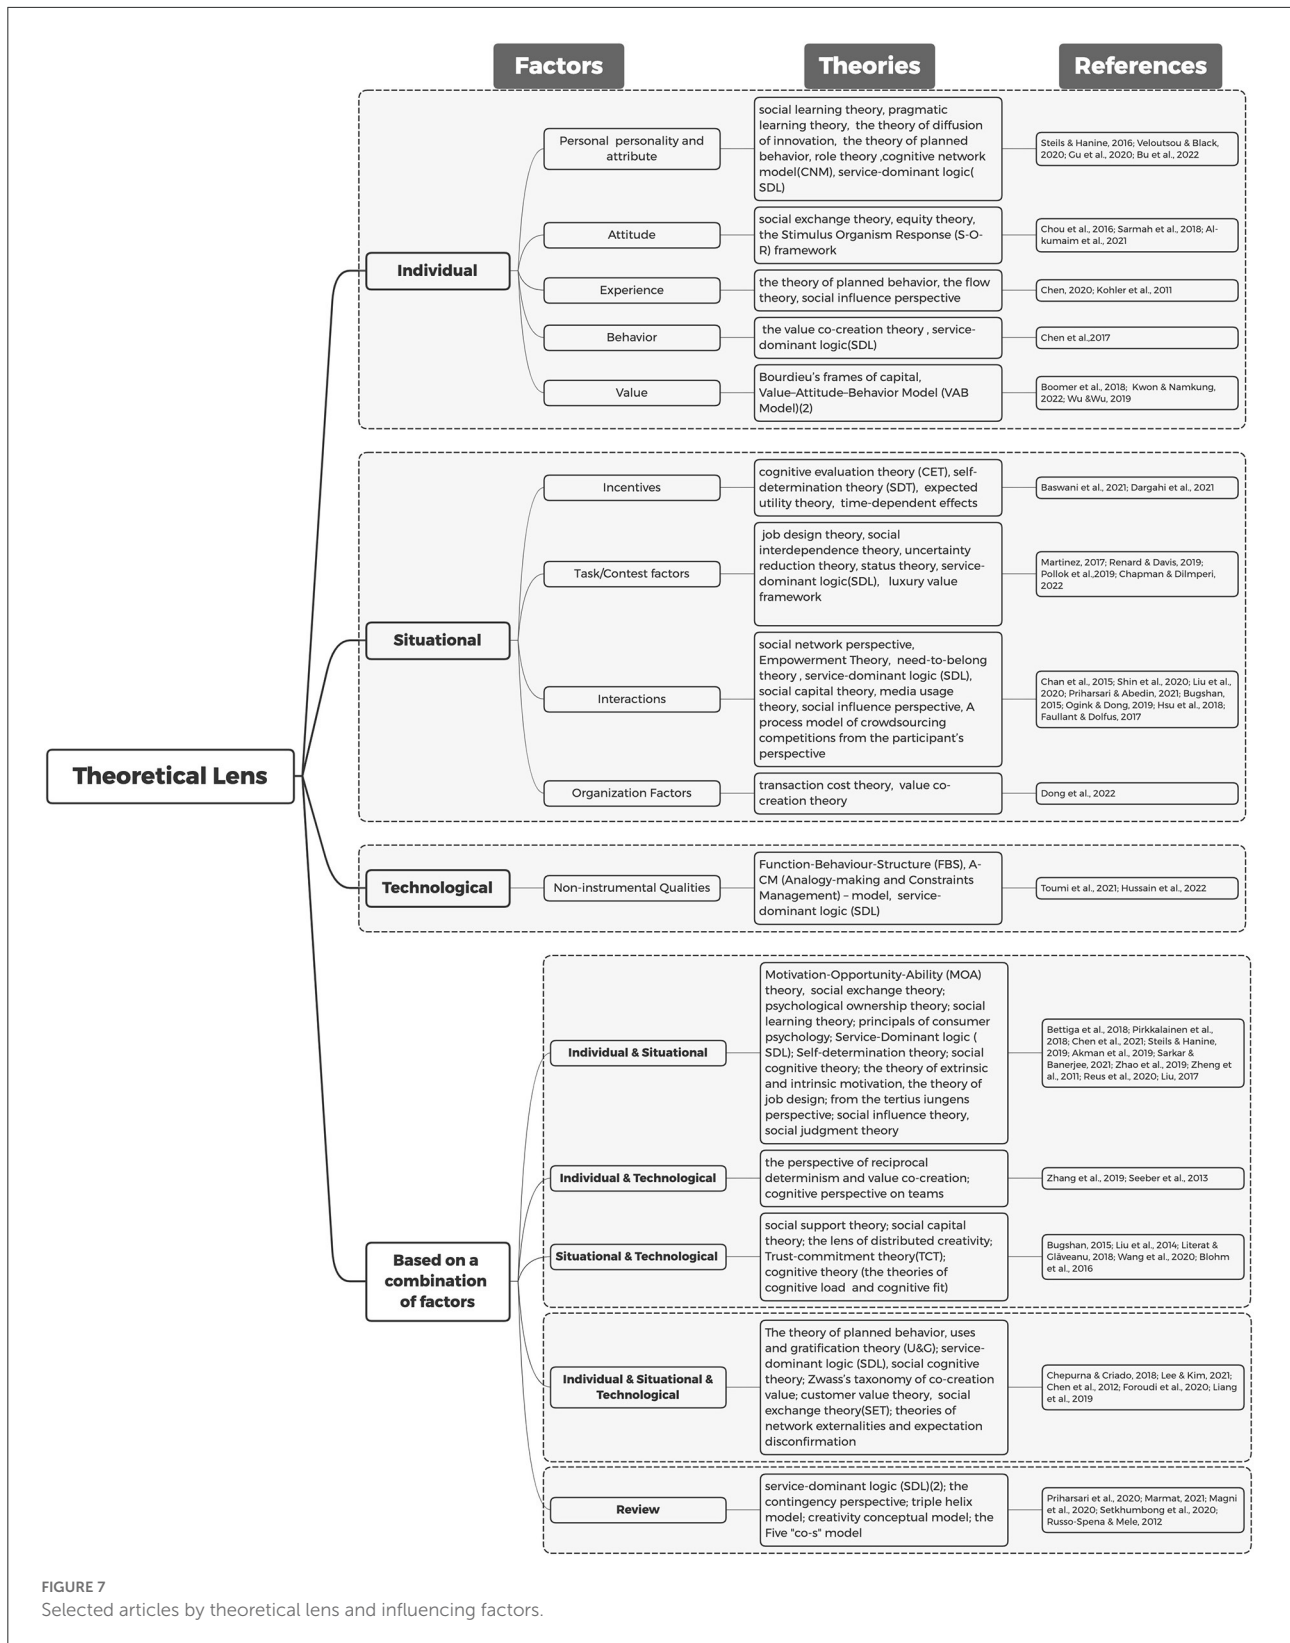 Factors
Theories
References
Theoretical Lens
Individual
Personal  personality and
attribute
social learning theory, pragmatic
learning theory,  the theory of diffusion
of innovation,  the theory of planned
behavior, role theory ,cognitive network
model(CNM), service-dominant logic(
SDL)
Steils & Hanine, 2016; Veloutsou & Black,
2020; Gu et al., 2020; Bu et al., 2022
Attitude
social exchange theory, equity theory,
the Stimulus Organism Response (S-O-
R) framework
Chou et al., 2016; Sarmah et al., 2018; Al-
kumaim et al., 2021
Experience
the theory of planned behavior, the flow
theory, social influence perspective
Chen, 2020; Kohler et al., 2011
Behavior
the value co-creation theory , service-
dominant logic(SDL)
Chen et al.,2017
Value
Bourdieu's frames of capital,
Value–Attitude–Behavior Model (VAB
Model)(2)
Boomer et al., 2018;  Kwon & Namkung,
2022; Wu &Wu, 2019
Situational
Incentives
cognitive evaluation theory (CET), self-
determination theory (SDT),  expected
utility theory,  time-dependent effects
Baswani et al., 2021; Dargahi et al., 2021
Task/Contest factors
job design theory, social
interdependence theory, uncertainty
reduction theory, status theory, service-
dominant logic(SDL),   luxury value
framework
Martinez, 2017; Renard & Davis, 2019;
Pollok et al.,2019; Chapman & Dilmperi,
2022
Interactions
social network perspective,
Empowerment Theory,  need-to-belong
theory , service-dominant logic (SDL),
social capital theory, media usage
theory, social influence perspective, A
process model of crowdsourcing
competitions from the participant's
perspective
Chan et al., 2015; Shin et al., 2020; Liu et al.,
2020; Priharsari & Abedin, 2021; Bugshan,
2015; Ogink & Dong, 2019; Hsu et al., 2018;
Faullant & Dolfus, 2017
Organization Factors
transaction cost theory,  value co-
creation theory
Dong et al., 2022
Technological
Non-instrumental Qualities
Function-Behaviour-Structure (FBS), A-
CM (Analogy-making and Constraints
Management) – model,  service-
dominant logic (SDL)
Toumi et al., 2021; Hussain et al., 2022
Based on a
combination
of factors
Individual & Situational
Motivation-Opportunity-Ability (MOA)
theory,  social exchange theory;
psychological ownership theory; social
learning theory; principals of consumer
psychology; Service-Dominant logic (
SDL); Self-determination theory; social
cognitive theory; the theory of extrinsic
and intrinsic motivation, the theory of
job design; from the tertius iungens
perspective; social influence theory,
social judgment theory
Bettiga et al., 2018; Pirkkalainen et al.,
2018; Chen et al., 2021; Steils & Hanine,
2019; Akman et al., 2019; Sarkar &
Banerjee, 2021; Zhao et al., 2019; Zheng et
al., 2011; Reus et al., 2020; Liu, 2017
Individual & Technological
the perspective of reciprocal
determinism and value co-creation;
cognitive perspective on teams
Zhang et al., 2019; Seeber et al., 2013
Situational & Technological
social support theory; social capital
theory; the lens of distributed creativity;
Trust-commitment theory(TCT);
cognitive theory (the theories of
cognitive load  and cognitive fit)
Bugshan, 2015; Liu et al., 2014; Literat &
Glăveanu, 2018; Wang et al., 2020; Blohm
et al., 2016
Individual & Situational &
Technological
The theory of planned behavior, uses
and gratification theory (U&G); service-
dominant logic (SDL), social cognitive
theory; Zwass's taxonomy of co-creation
value; customer value theory,  social
exchange theory(SET); theories of
network externalities and expectation
disconfirmation
Chepurna & Criado, 2018; Lee & Kim, 2021;
Chen et al., 2012; Foroudi et al., 2020; Liang
et al., 2019
Review
service-dominant logic (SDL)(2); the
contingency perspective; triple helix
model; creativity conceptual model; the
Five "co-s" model
Priharsari et al., 2020; Marmat, 2021; Magni
et al., 2020; Setkhumbong et al., 2020;
Russo-Spena & Mele, 2012
FIGURE 7
Selected articles by theoretical lens and influencing factors.